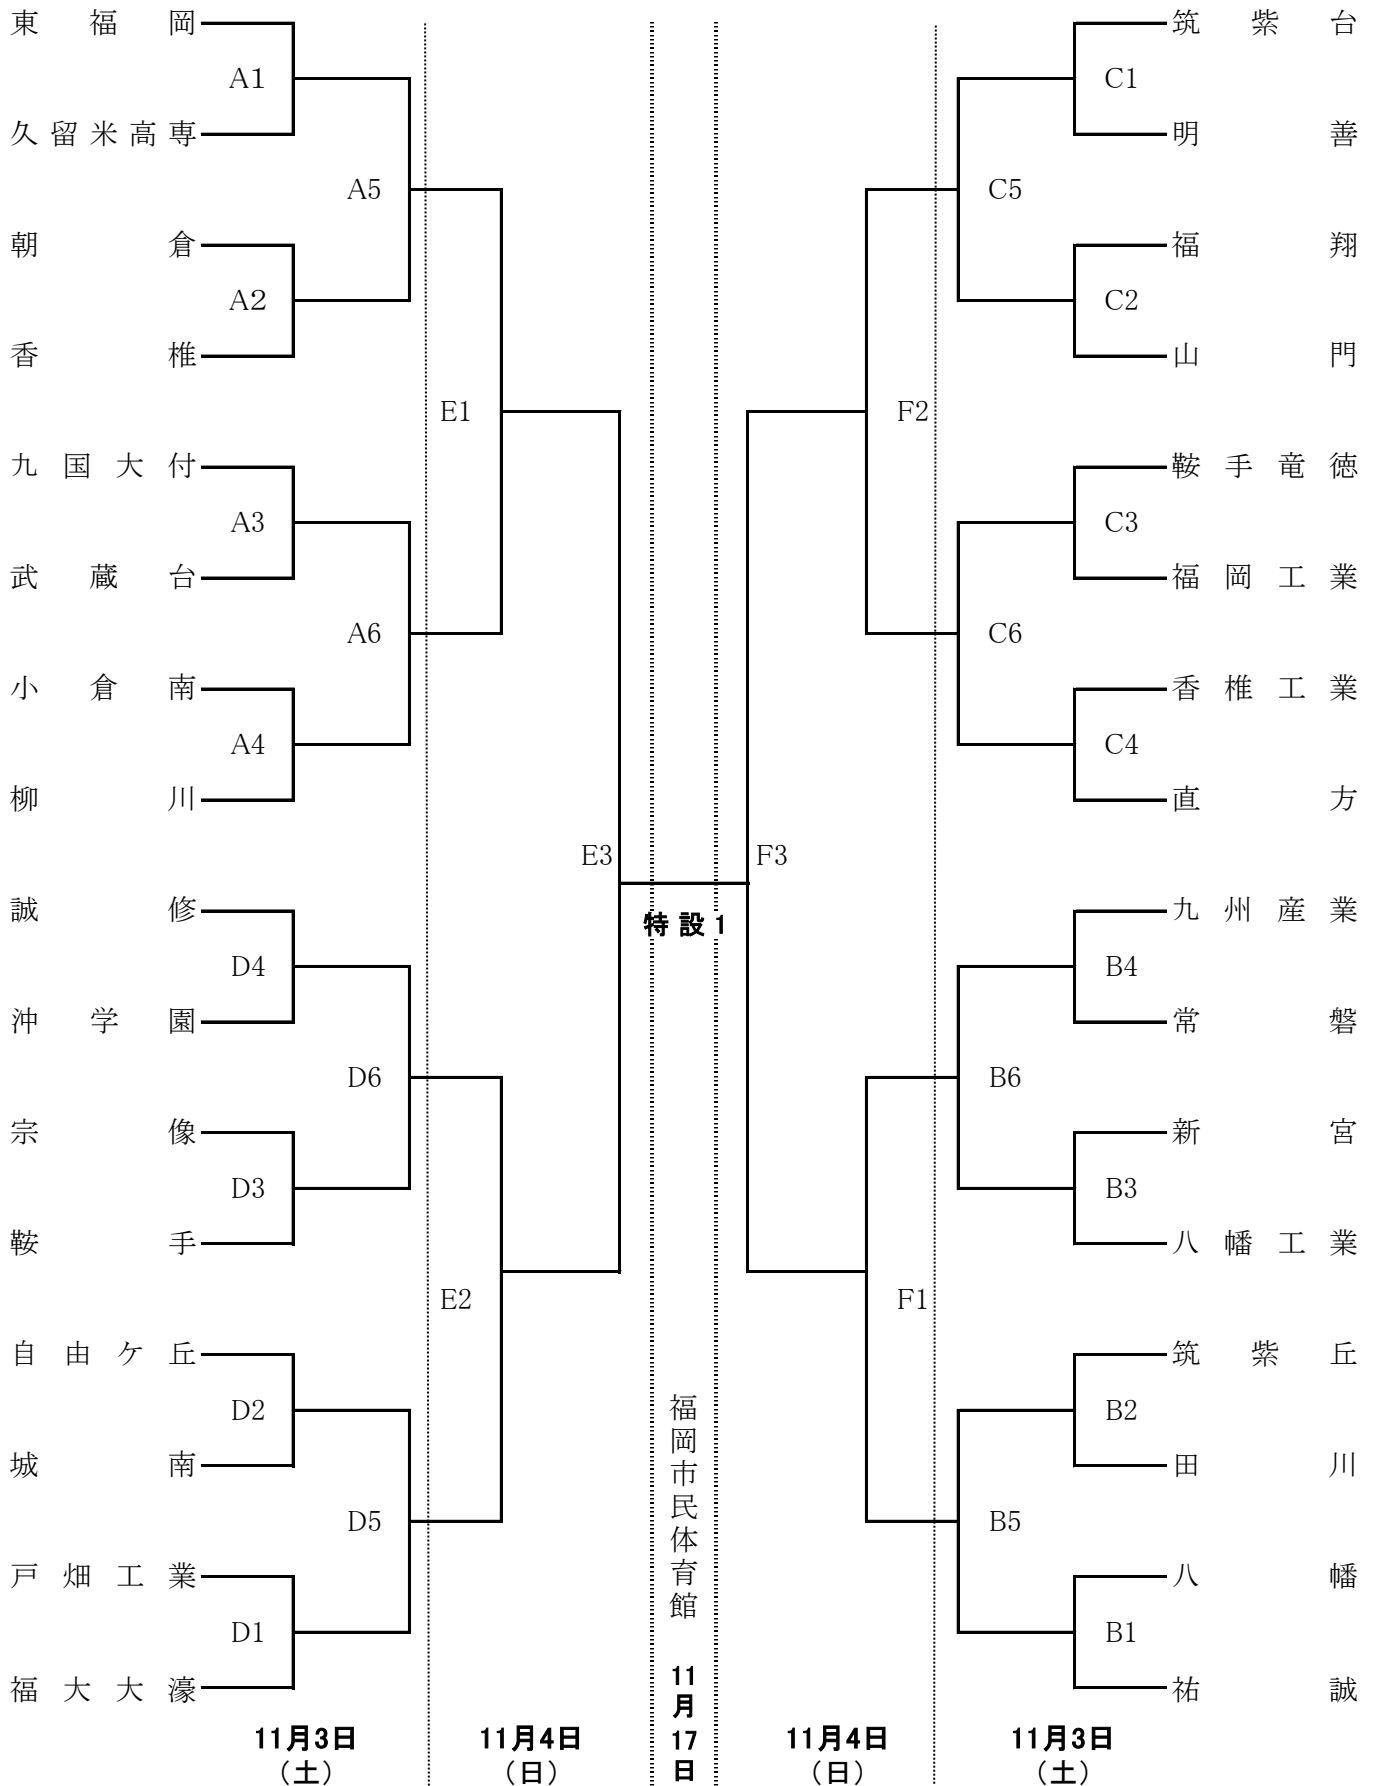 東福岡
A1
久留米高専
A5
朝倉
A2
香椎
E1
九国大付
A3
武蔵台
A6
小倉南
A4
柳川
E3
誠修
D4
沖学園
D6
宗像
D3
鞍手
E2
自由ケ丘
D2
城南
D5
戸畑工業
D1
福大大濠
特設1
福岡市民体育館
11月17日
筑紫台
C1
明善
C5
福翔
C2
山門
F2
鞍手竜徳
C3
福岡工業
C6
香椎工業
C4
直方
F3
九州産業
B4
常磐
B6
新宮
B3
八幡工業
F1
筑紫丘
B2
田川
B5
八幡
B1
祐誠
11月3日
（土）
11月4日
（日）
11月4日
（日）
11月3日
（土）